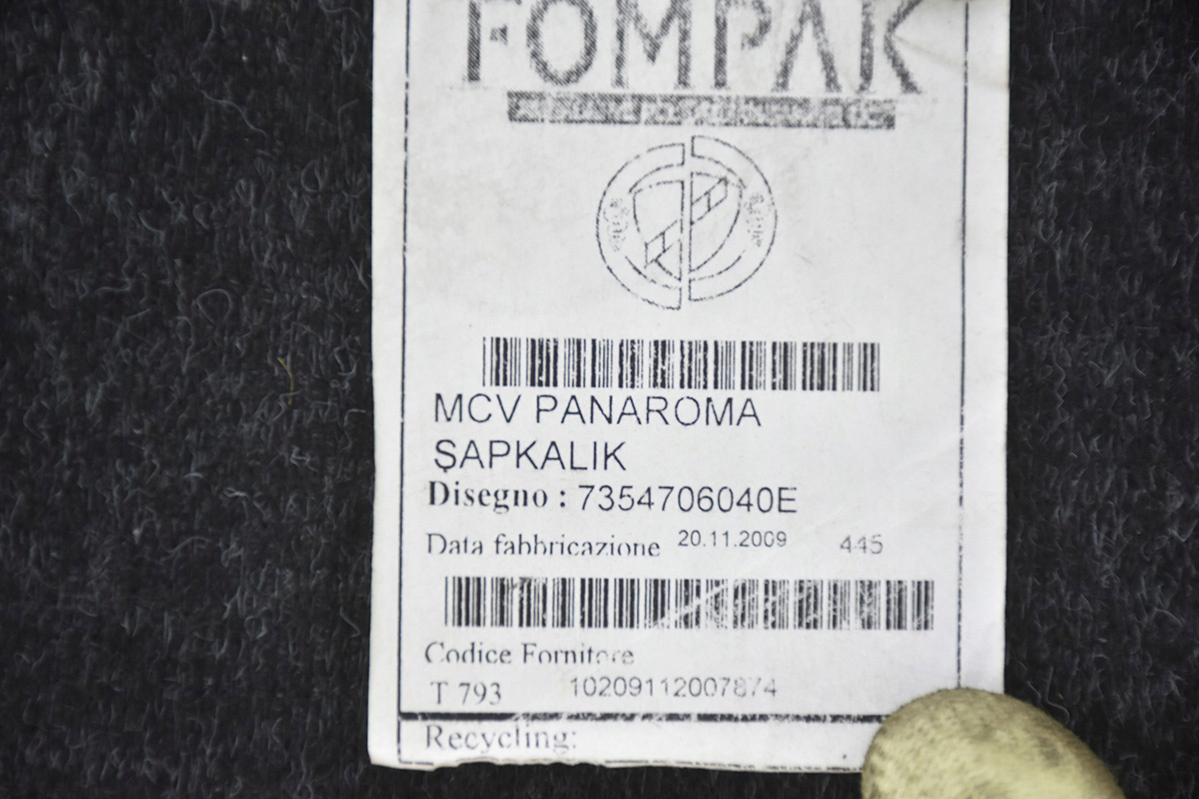 FOMPAK
MCV PANAROMA
ŞAPKALIK
Disegno : 7354706040E
Data fabbricazione 20.11.2009 445
Codice Fornitore
T 793 10209112007874
Recycling: